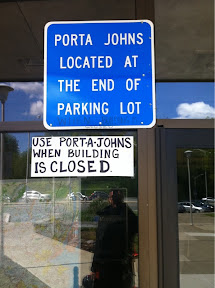 PORTA JOHNS
LOCATED AT
THE END OF
PARKING LOT
USE PORT-A-JOHNS
WHEN BUILDING
IS CLOSED.